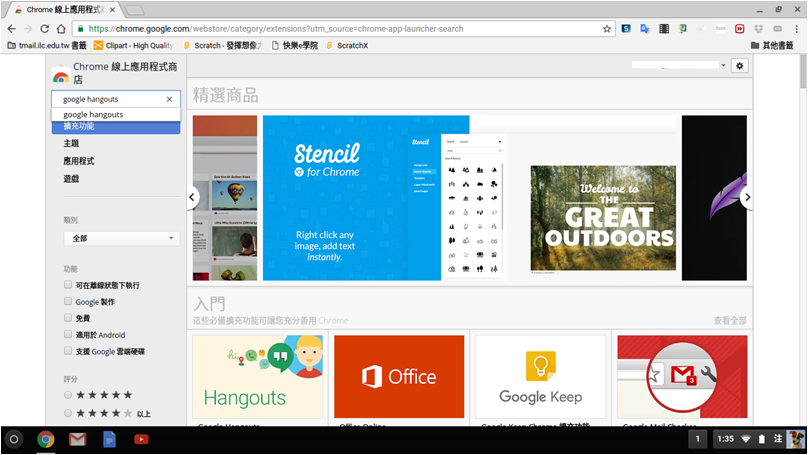 Chrome 線上應用程式商店
https://chrome.google.com/webstore/category/extensions?utm_source=chrome-app-launcher-search
tmail.ilc.edu.tw 書籤
Clipart - High Quality
Scratch - 發揮想像
快樂e學院
ScratchX
其他書籤
Chrome 線上應用程式商
店
google hangouts
google hangouts
擴充功能
主題
應用程式
遊戲
類別
全部
功能
可在離線狀態下執行
Google 製作
免費
適用於 Android
支援 Google 雲端硬碟
評分
以上
精選商品
Stencil
for Chrome
Right click any
image, add text
instantly.
Stencil
Welcome to
THE
GREAT
OUTDOORS
入門
這些必備擴充功能可讓您充分善用 Chrome
查看全部
hi
Hangouts
Google Hangouts
Office
Office Online
Google Keep
Google Keep Chrome 擴充功能
3
Google Mail Checker
1
1:35
注